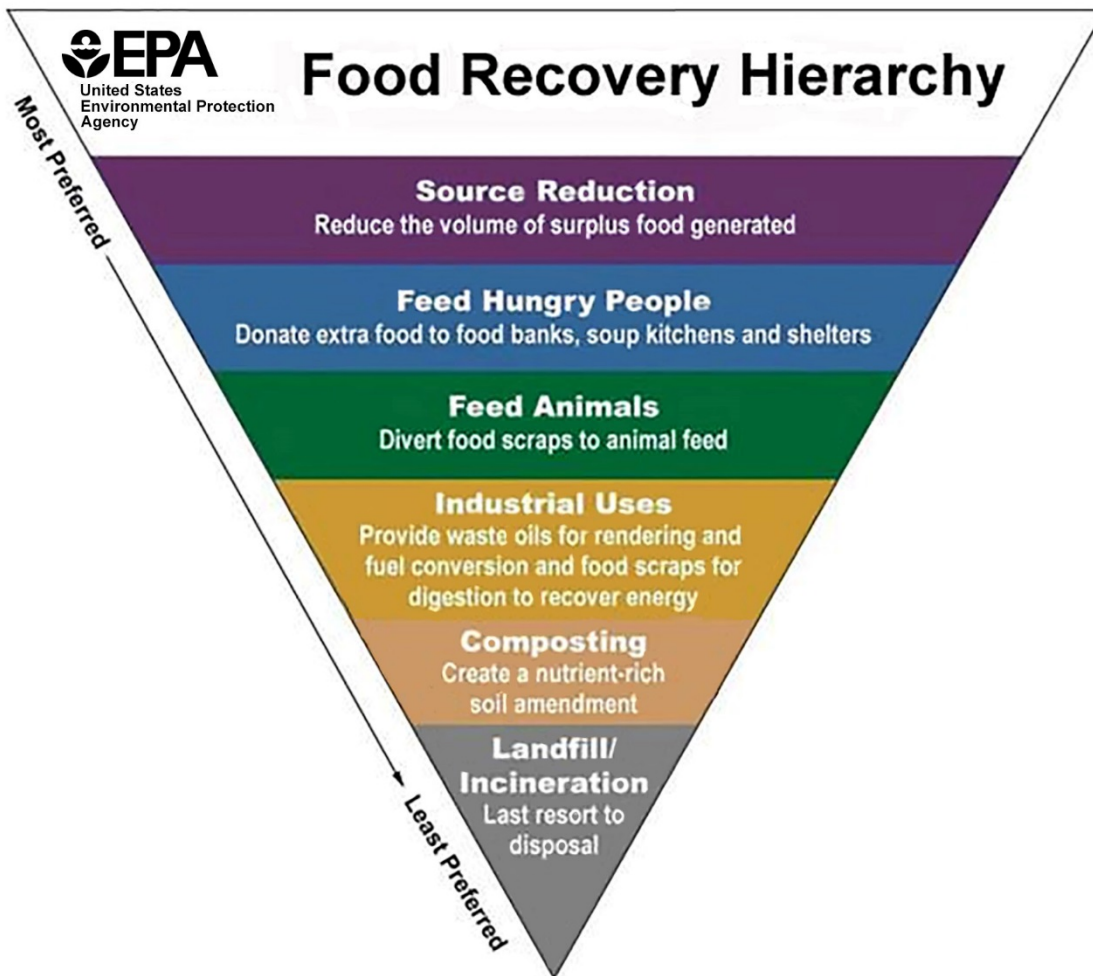 EPA
United States
Environmental Protection
Agency
Food Recovery Hierarchy
Most Preferred
Source Reduction
Reduce the volume of surplus food generated
Feed Hungry People
Donate extra food to food banks, soup kitchens and shelters
Feed Animals
Divert food scraps to animal feed
Industrial Uses
Provide waste oils for rendering and
fuel conversion and food scraps for
digestion to recover energy
Composting
Create a nutrient-rich
soil amendment
Landfill/
Incineration
Last resort to
disposal
Least Preferred